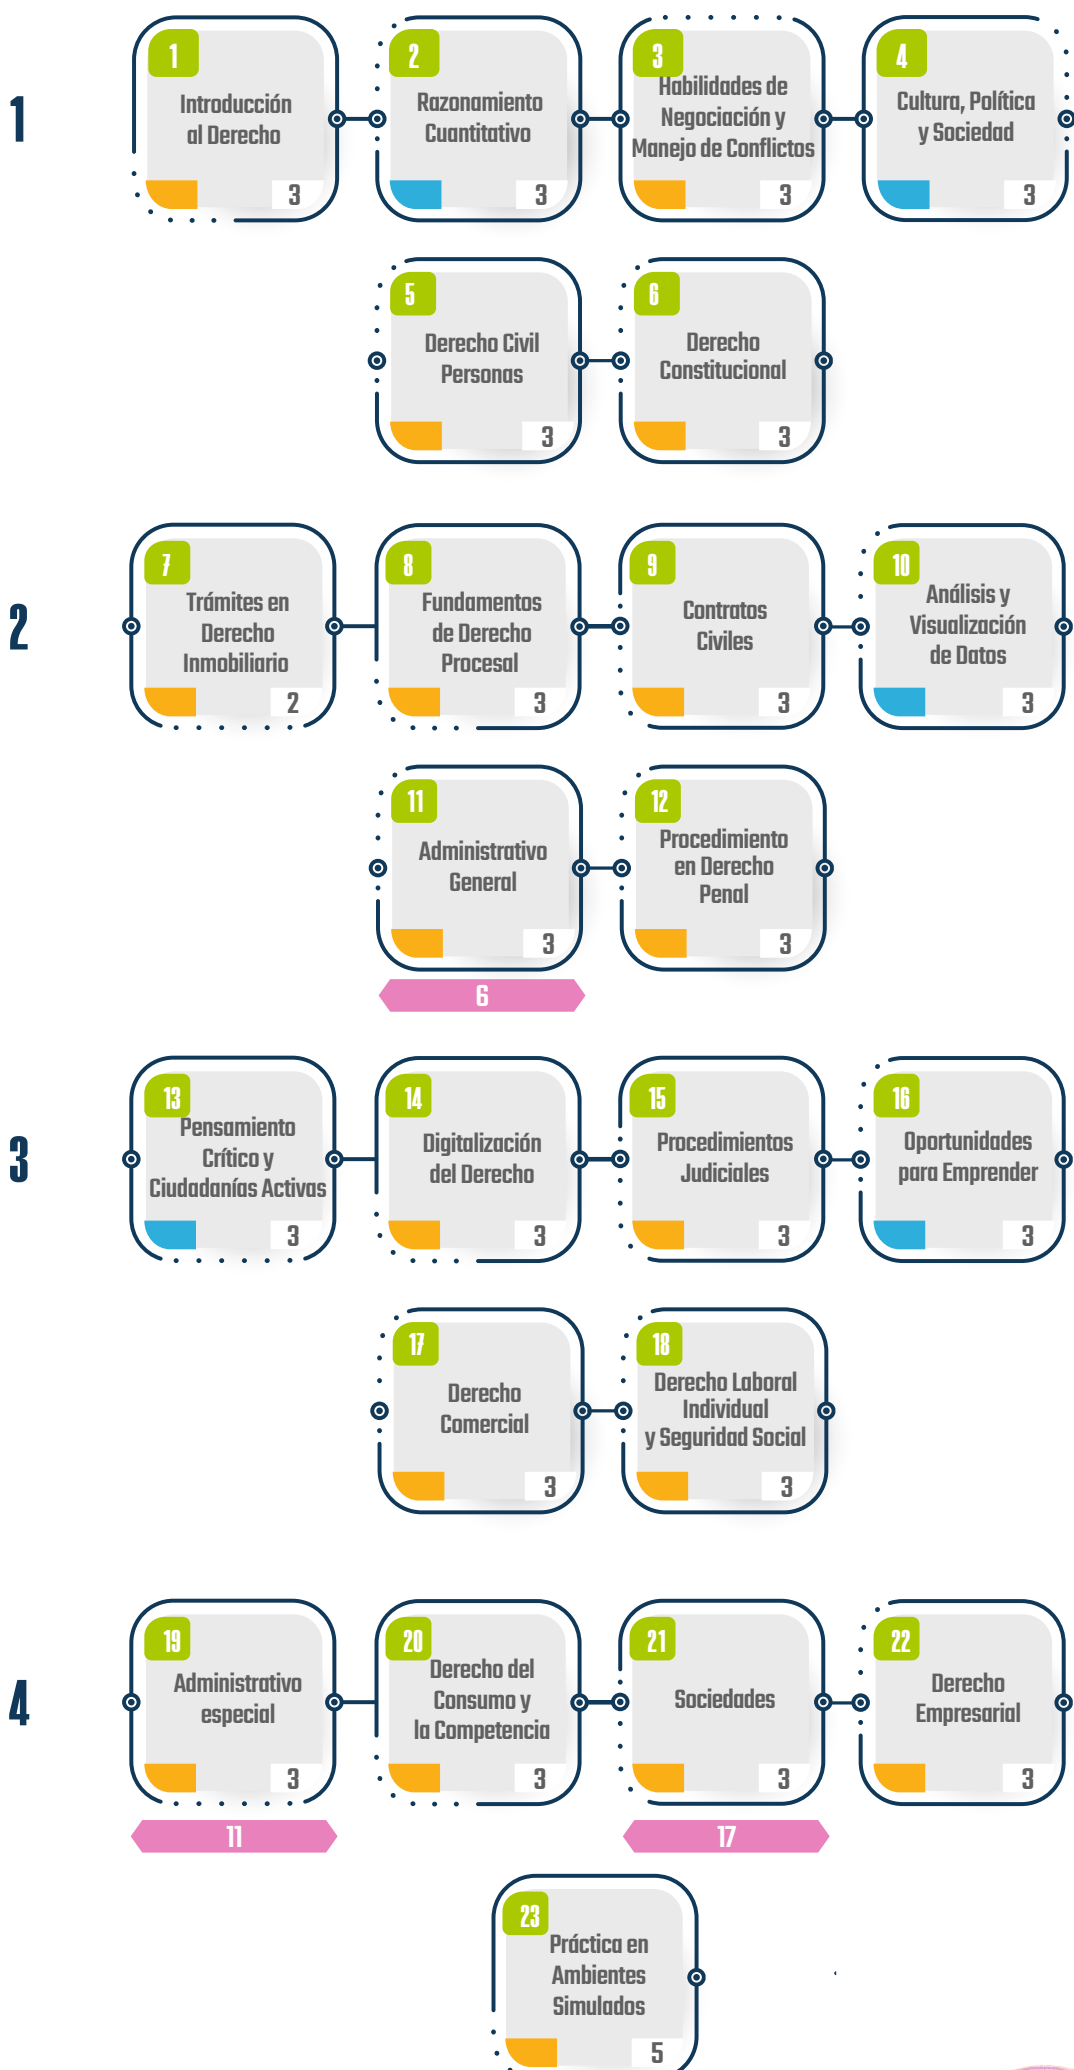 1
1
Introducción
al Derecho
3
2
Razonamiento
Cuantitativo
3
3
Habilidades de
Negociación y
Manejo de Conflictos
3
4
Cultura, Política
y Sociedad
3
5
Derecho Civil
Personas
3
6
Derecho
Constitucional
3
2
7
Trámites en
Derecho
Inmobiliario
2
8
Fundamentos
de Derecho
Procesal
3
9
Contratos
Civiles
3
10
Análisis y
Visualización
de Datos
3
11
Administrativo
General
3
6
12
Procedimiento
en Derecho
Penal
3
3
13
Pensamiento
Crítico y
Ciudadanías Activas
3
14
Digitalización
del Derecho
3
15
Procedimientos
Judiciales
3
16
Oportunidades
para Emprender
3
17
Derecho
Comercial
3
18
Derecho Laboral
Individual
y Seguridad Social
3
4
19
Administrativo
especial
3
11
20
Derecho del
Consumo y
la Competencia
3
21
Sociedades
3
17
22
Derecho
Empresarial
3
23
Práctica en
Ambientes
Simulados
5